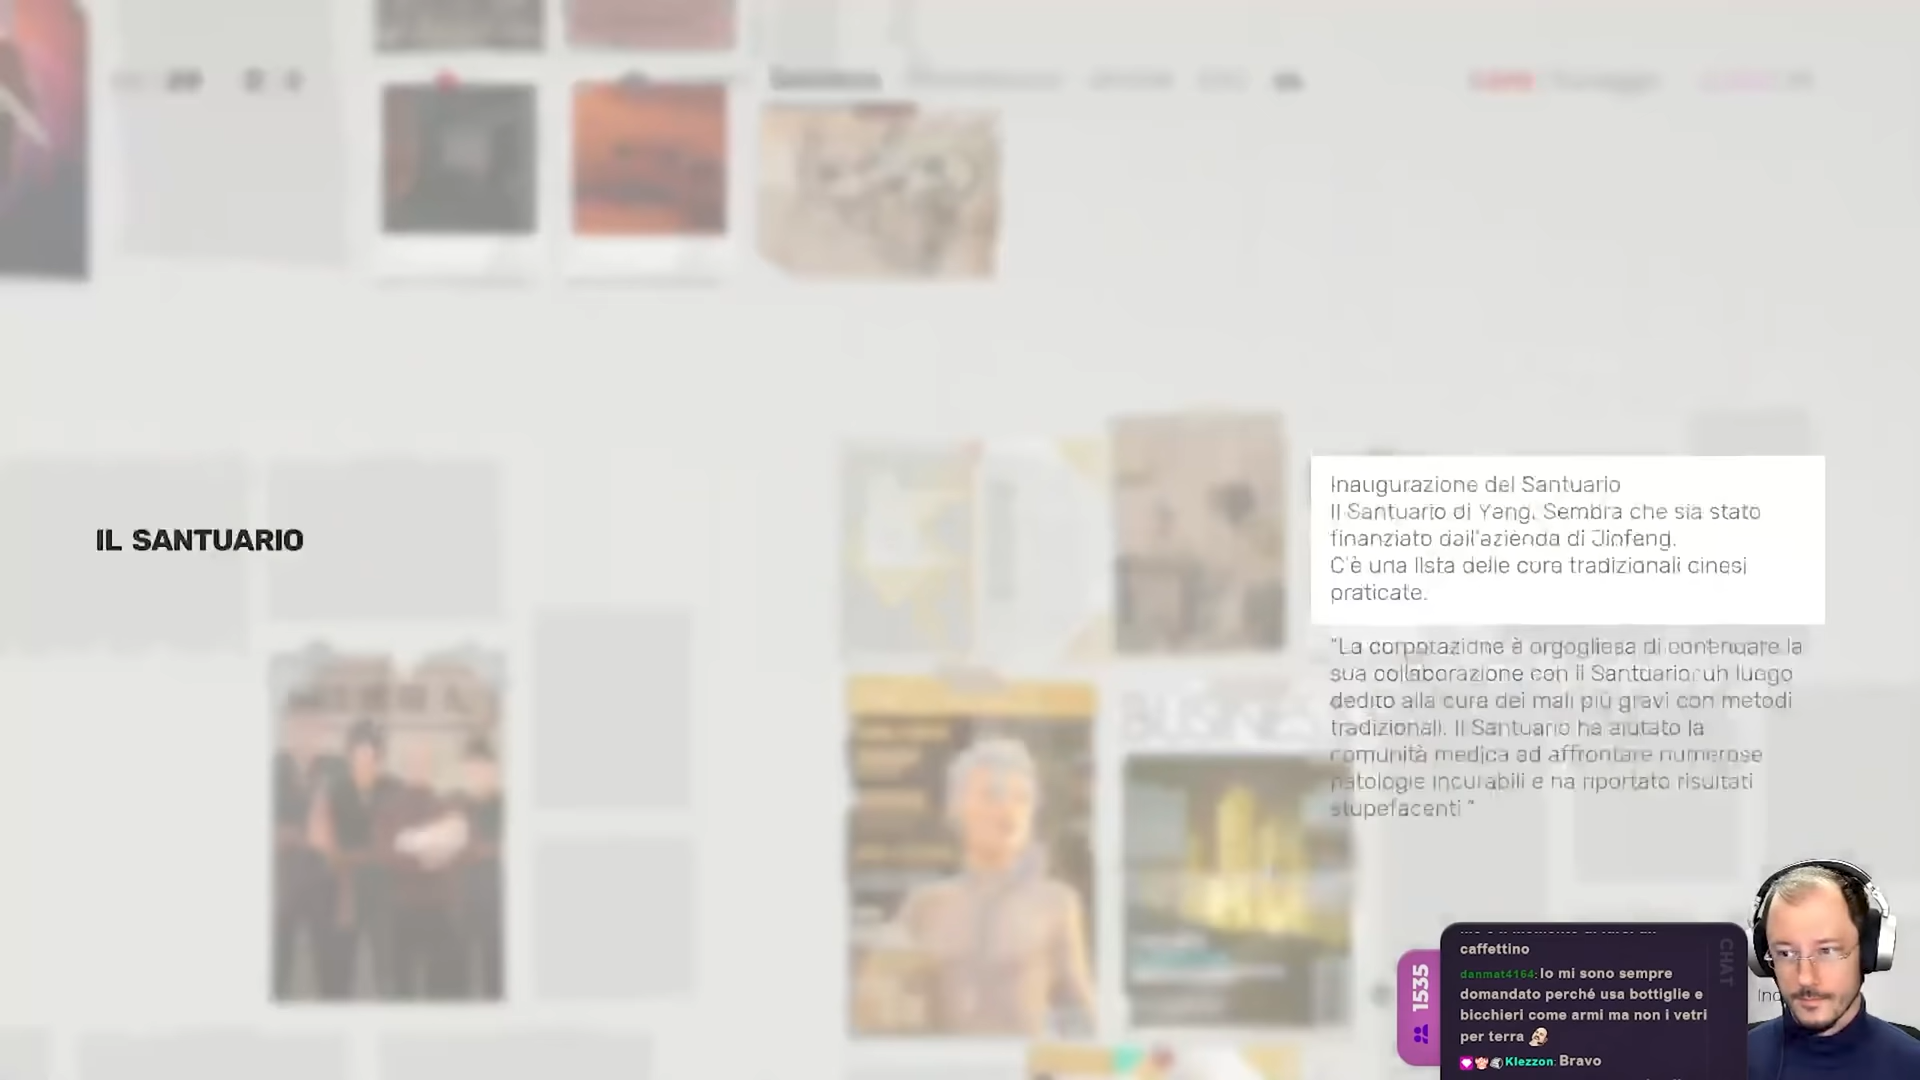 IL SANTUARIO
Inaugurazione del Santuario
Il Santuario di Yang. Sembra che sia stato
finanziato dall'azienda di Jinfeng.
C'è una lista delle cure tradizionali cinesi
praticate.
"La corporazione è orgogliosa di continuare la
sua collaborazione con il Santuario: un luogo
dedito alla cura dei mali più gravi con metodi
tradizionali. Il Santuario ha aiutato la
comunità medica ad affrontare numerose
patologie incurabili e ha riportato risultati
stupefacenti."
caffettino
danmat4164: Io mi sono sempre
domandato perché usa bottiglie e
bicchieri come armi ma non i vetri
per terra
Klezzon: Bravo
1535
CHAT